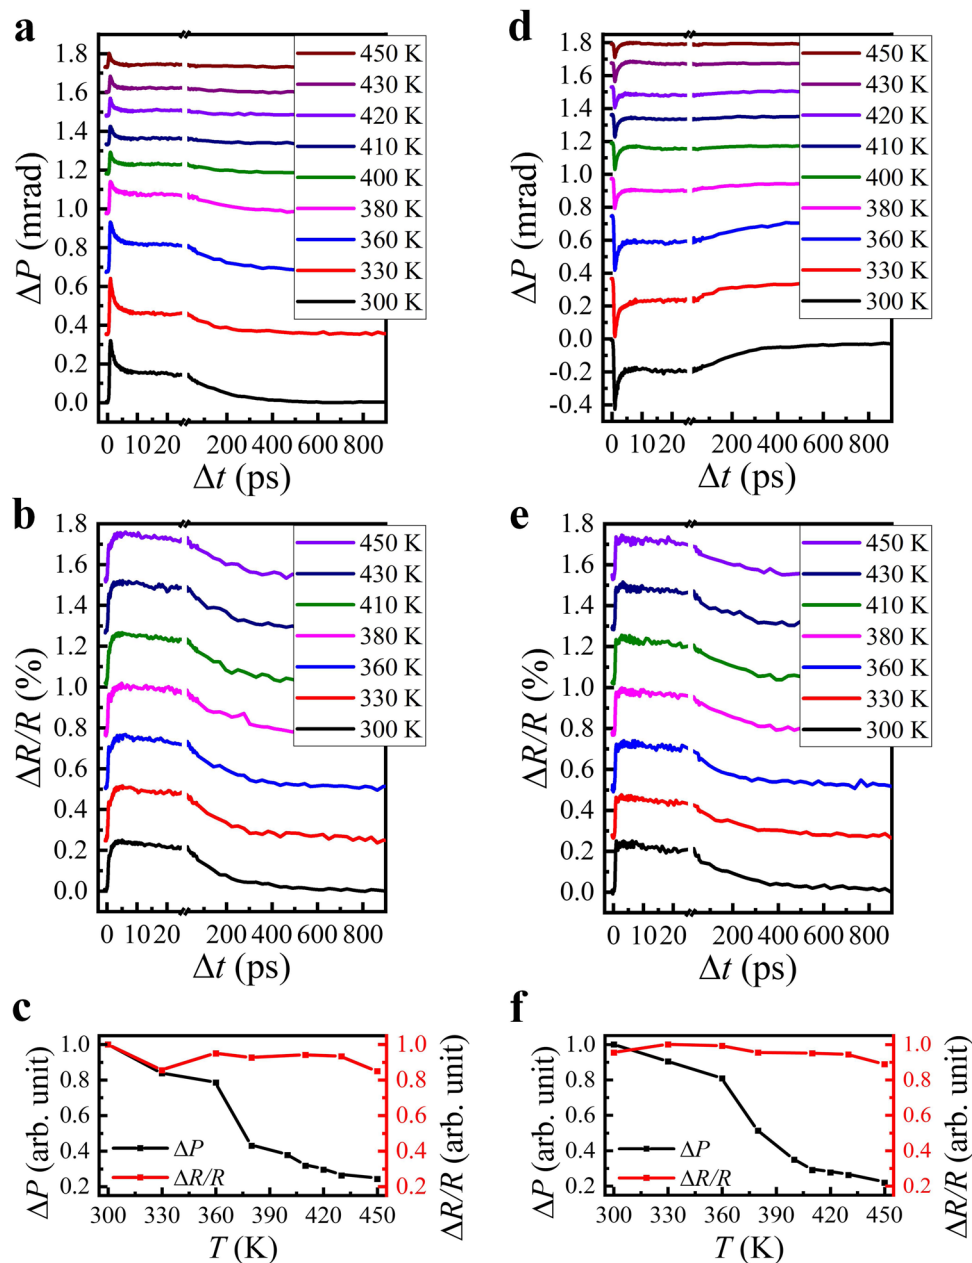 a
1.8
1.6
1.4
1.2
1.0
0.8
0.6
0.4
0.2
0.0
ΔP (mrad)
450 K
430 K
420 K
410 K
400 K
380 K
360 K
330 K
300 K
0 10 20 200 400 600 800
Δt (ps)
d
1.8
1.6
1.4
1.2
1.0
0.8
0.6
0.4
0.2
0.0
-0.2
-0.4
ΔP (mrad)
450 K
430 K
420 K
410 K
400 K
380 K
360 K
330 K
300 K
0 10 20 200 400 600 800
Δt (ps)
b
1.8
1.6
1.4
1.2
1.0
0.8
0.6
0.4
0.2
0.0
ΔR/R (%)
450 K
430 K
410 K
380 K
360 K
330 K
300 K
0 10 20 200 400 600 800
Δt (ps)
e
1.8
1.6
1.4
1.2
1.0
0.8
0.6
0.4
0.2
0.0
ΔR/R (%)
450 K
430 K
410 K
380 K
360 K
330 K
300 K
0 10 20 200 400 600 800
Δt (ps)
c
1.0
0.8
0.6
0.4
0.2
ΔP (arb. unit)
ΔP
ΔR/R
1.0
0.8
0.6
0.4
0.2
ΔR/R (arb. unit)
300 330 360 390 420 450
T (K)
f
1.0
0.8
0.6
0.4
0.2
ΔP (arb. unit)
ΔP
ΔR/R
1.0
0.8
0.6
0.4
0.2
ΔR/R (arb. unit)
300 330 360 390 420 450
T (K)